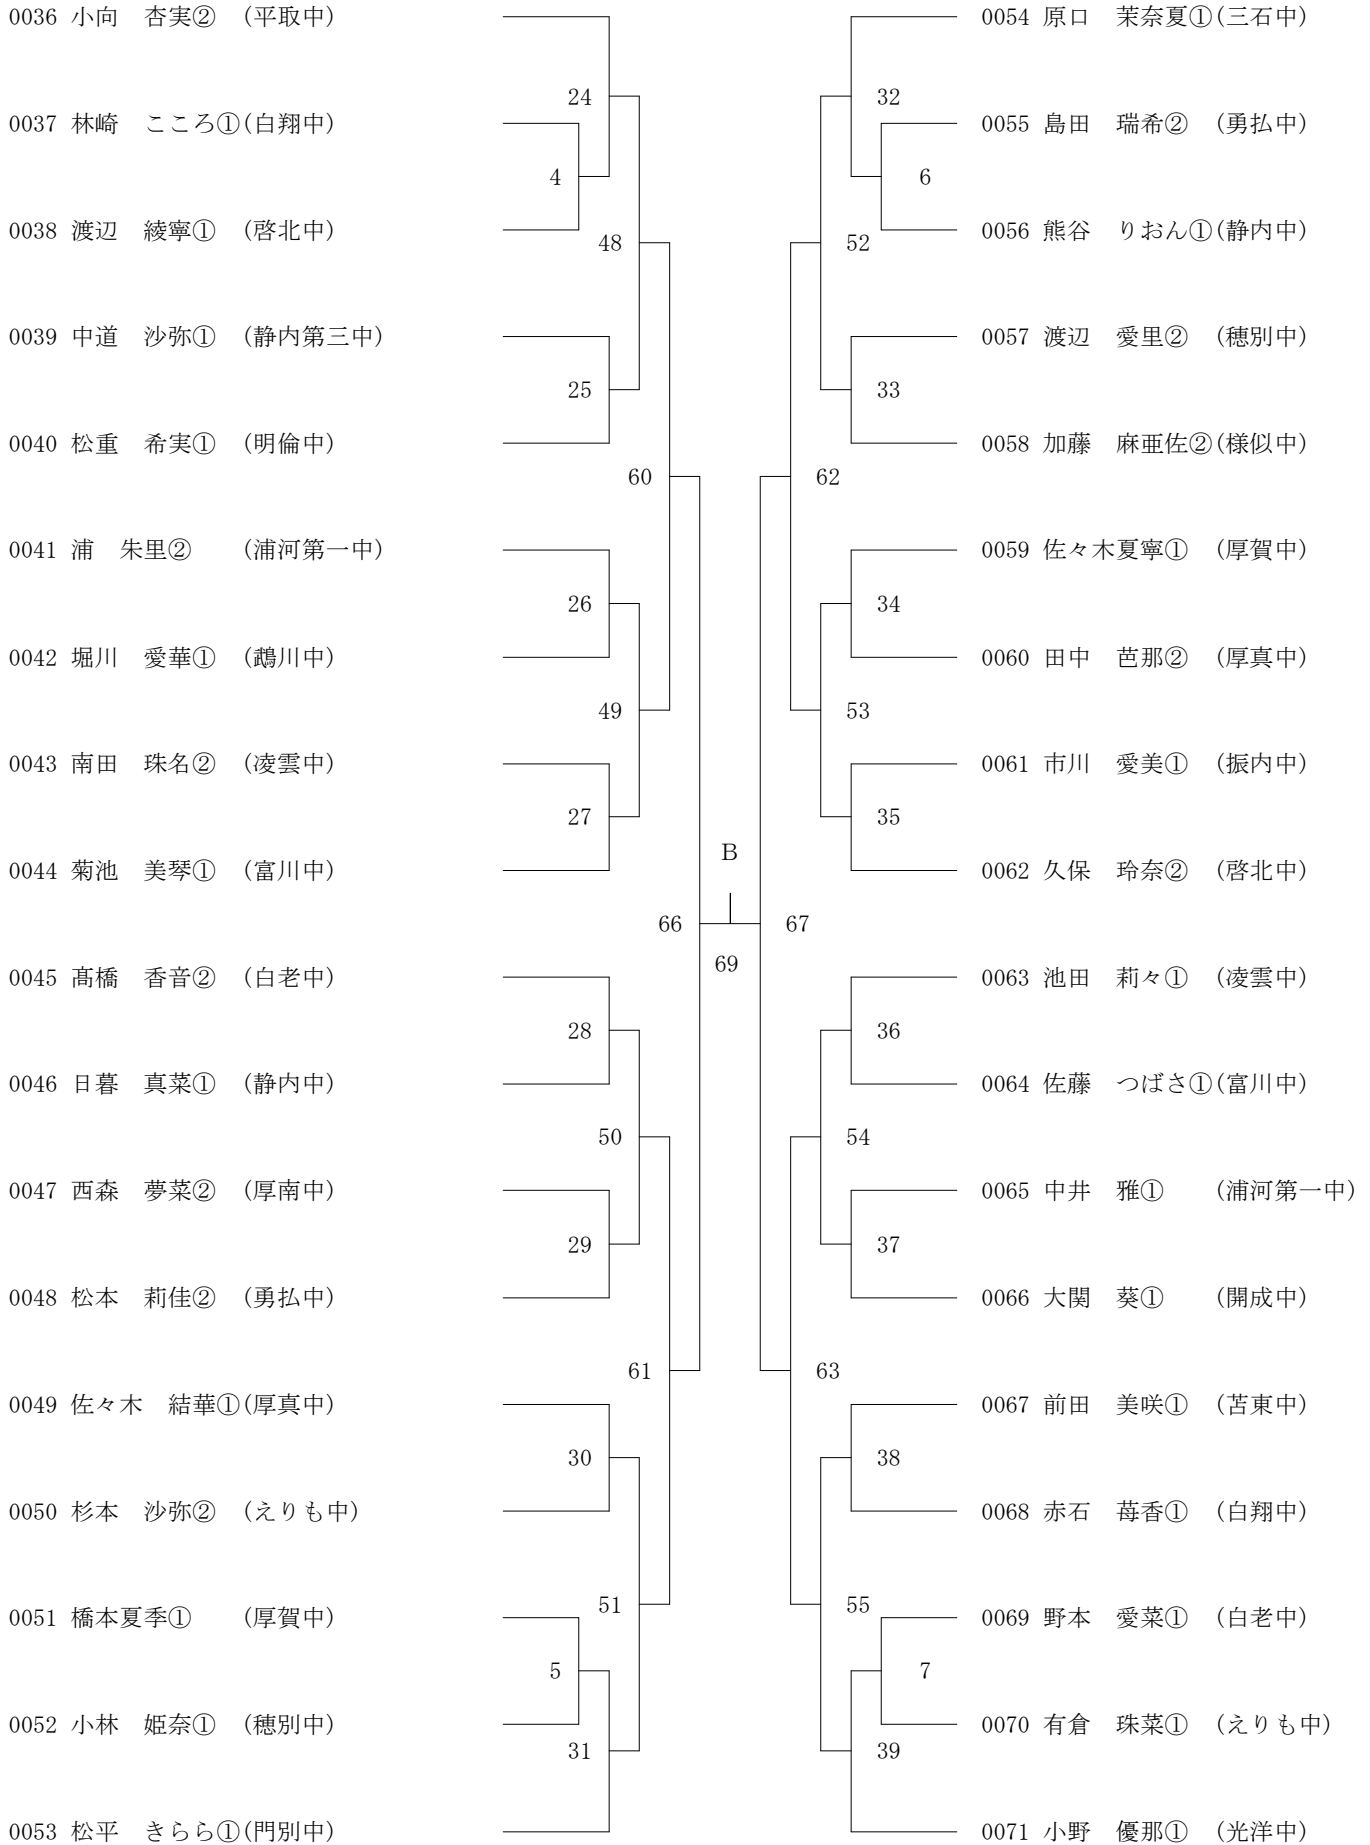 0036 小向　杏実②　(平取中)
24
0037 林崎　こころ①(白翔中)
4
0038 渡辺　綾寧①　(啓北中)
48
0039 中道　沙弥①　(静内第三中)
25
0040 松重　希実①　(明倫中)
60
0041 浦　朱里②　　(浦河第一中)
26
0042 堀川　愛華①　(鵡川中)
49
0043 南田　珠名②　(凌雲中)
27
0044 菊池　美琴①　(富川中)
66
0045 髙橋　香音②　(白老中)
28
0046 日暮　真菜①　(静内中)
50
0047 西森　夢菜②　(厚南中)
29
0048 松本　莉佳②　(勇払中)
61
0049 佐々木　結華①(厚真中)
30
0050 杉本　沙弥②　(えりも中)
51
0051 橋本夏季①　　(厚賀中)
5
0052 小林　姫奈①　(穂別中)
31
0053 松平　きらら①(門別中)
B
69
0054 原口　茉奈夏①(三石中)
32
0055 島田　瑞希②　(勇払中)
6
0056 熊谷　りおん①(静内中)
52
0057 渡辺　愛里②　(穂別中)
33
0058 加藤　麻亜佐②(様似中)
62
0059 佐々木夏寧①　(厚賀中)
34
0060 田中　芭那②　(厚真中)
53
0061 市川　愛美①　(振内中)
35
0062 久保　玲奈②　(啓北中)
67
0063 池田　莉々①　(凌雲中)
36
0064 佐藤　つばさ①(富川中)
54
0065 中井　雅①　　(浦河第一中)
37
0066 大関　葵①　　(開成中)
63
0067 前田　美咲①　(苫東中)
38
0068 赤石　苺香①　(白翔中)
55
0069 野本　愛菜①　(白老中)
7
0070 有倉　珠菜①　(えりも中)
39
0071 小野　優那①　(光洋中)